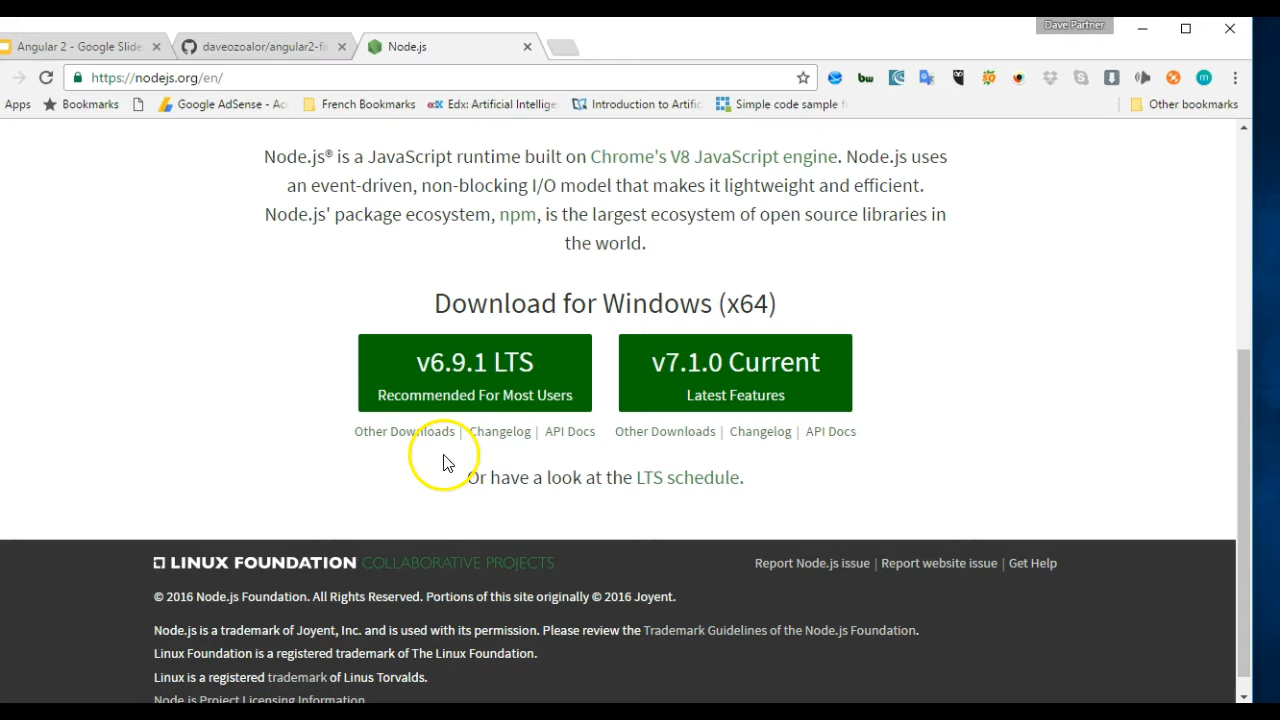 Dave Partner
Angular 2 - Google Slide
daveozoalor/angular2-fi
Node.js
https://nodejs.org/en/
bw
m
Apps
Bookmarks
Google AdSense - Ac
French Bookmarks
edX
Edx: Artificial Intellige
Introduction to Artific
Simple code sample f
Other bookmarks
Node.js® is a JavaScript runtime built on Chrome's V8 JavaScript engine. Node.js uses
an event-driven, non-blocking I/O model that makes it lightweight and efficient.
Node.js' package ecosystem, npm, is the largest ecosystem of open source libraries in
the world.
Download for Windows (x64)
v6.9.1 LTS
Recommended For Most Users
v7.1.0 Current
Latest Features
Other Downloads | Changelog | API Docs
Other Downloads | Changelog | API Docs
Or have a look at the LTS schedule.
LINUX FOUNDATION COLLABORATIVE PROJECTS
Report Node.js issue | Report website issue | Get Help
© 2016 Node.js Foundation. All Rights Reserved. Portions of this site originally © 2016 Joyent.
Node.js is a trademark of Joyent, Inc. and is used with its permission. Please review the Trademark Guidelines of the Node.js Foundation.
Linux Foundation is a registered trademark of The Linux Foundation.
Linux is a registered trademark of Linus Torvalds.
Node.js Project Licensing Information.